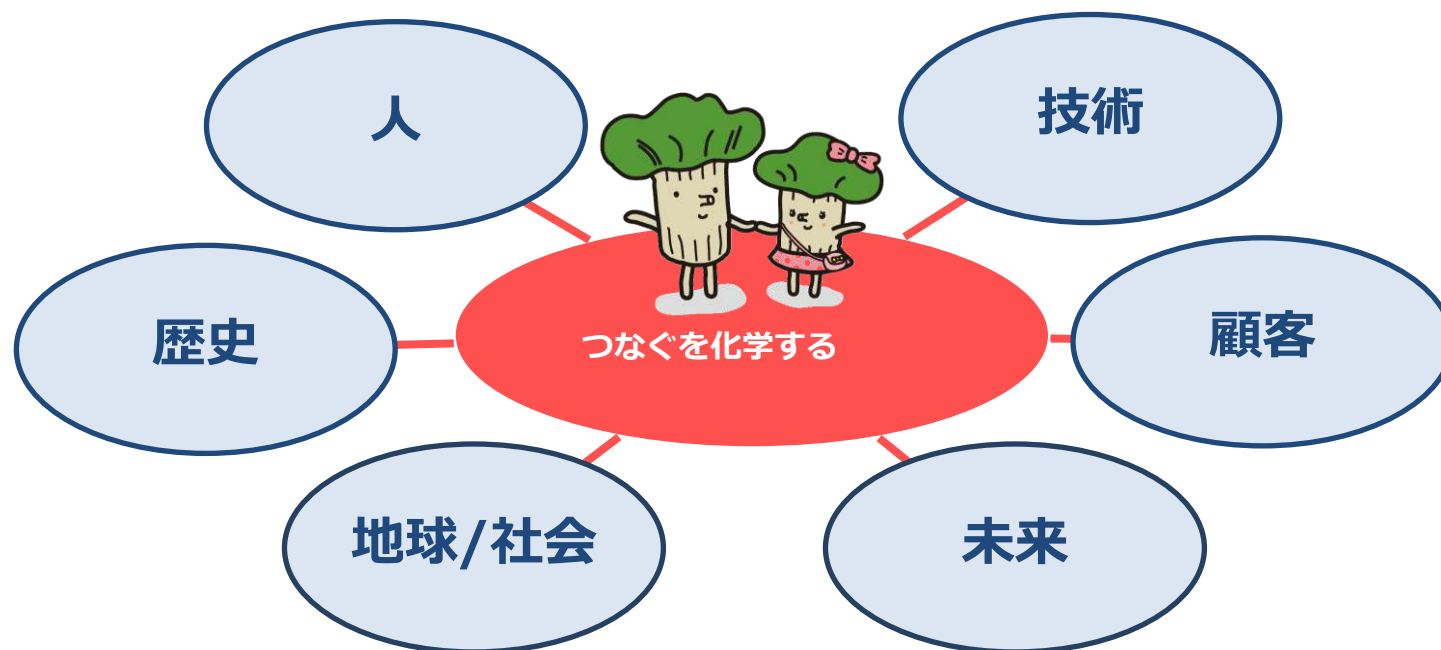 人
技術
歴史
つなぐを化学する
顧客
地球/社会
未来